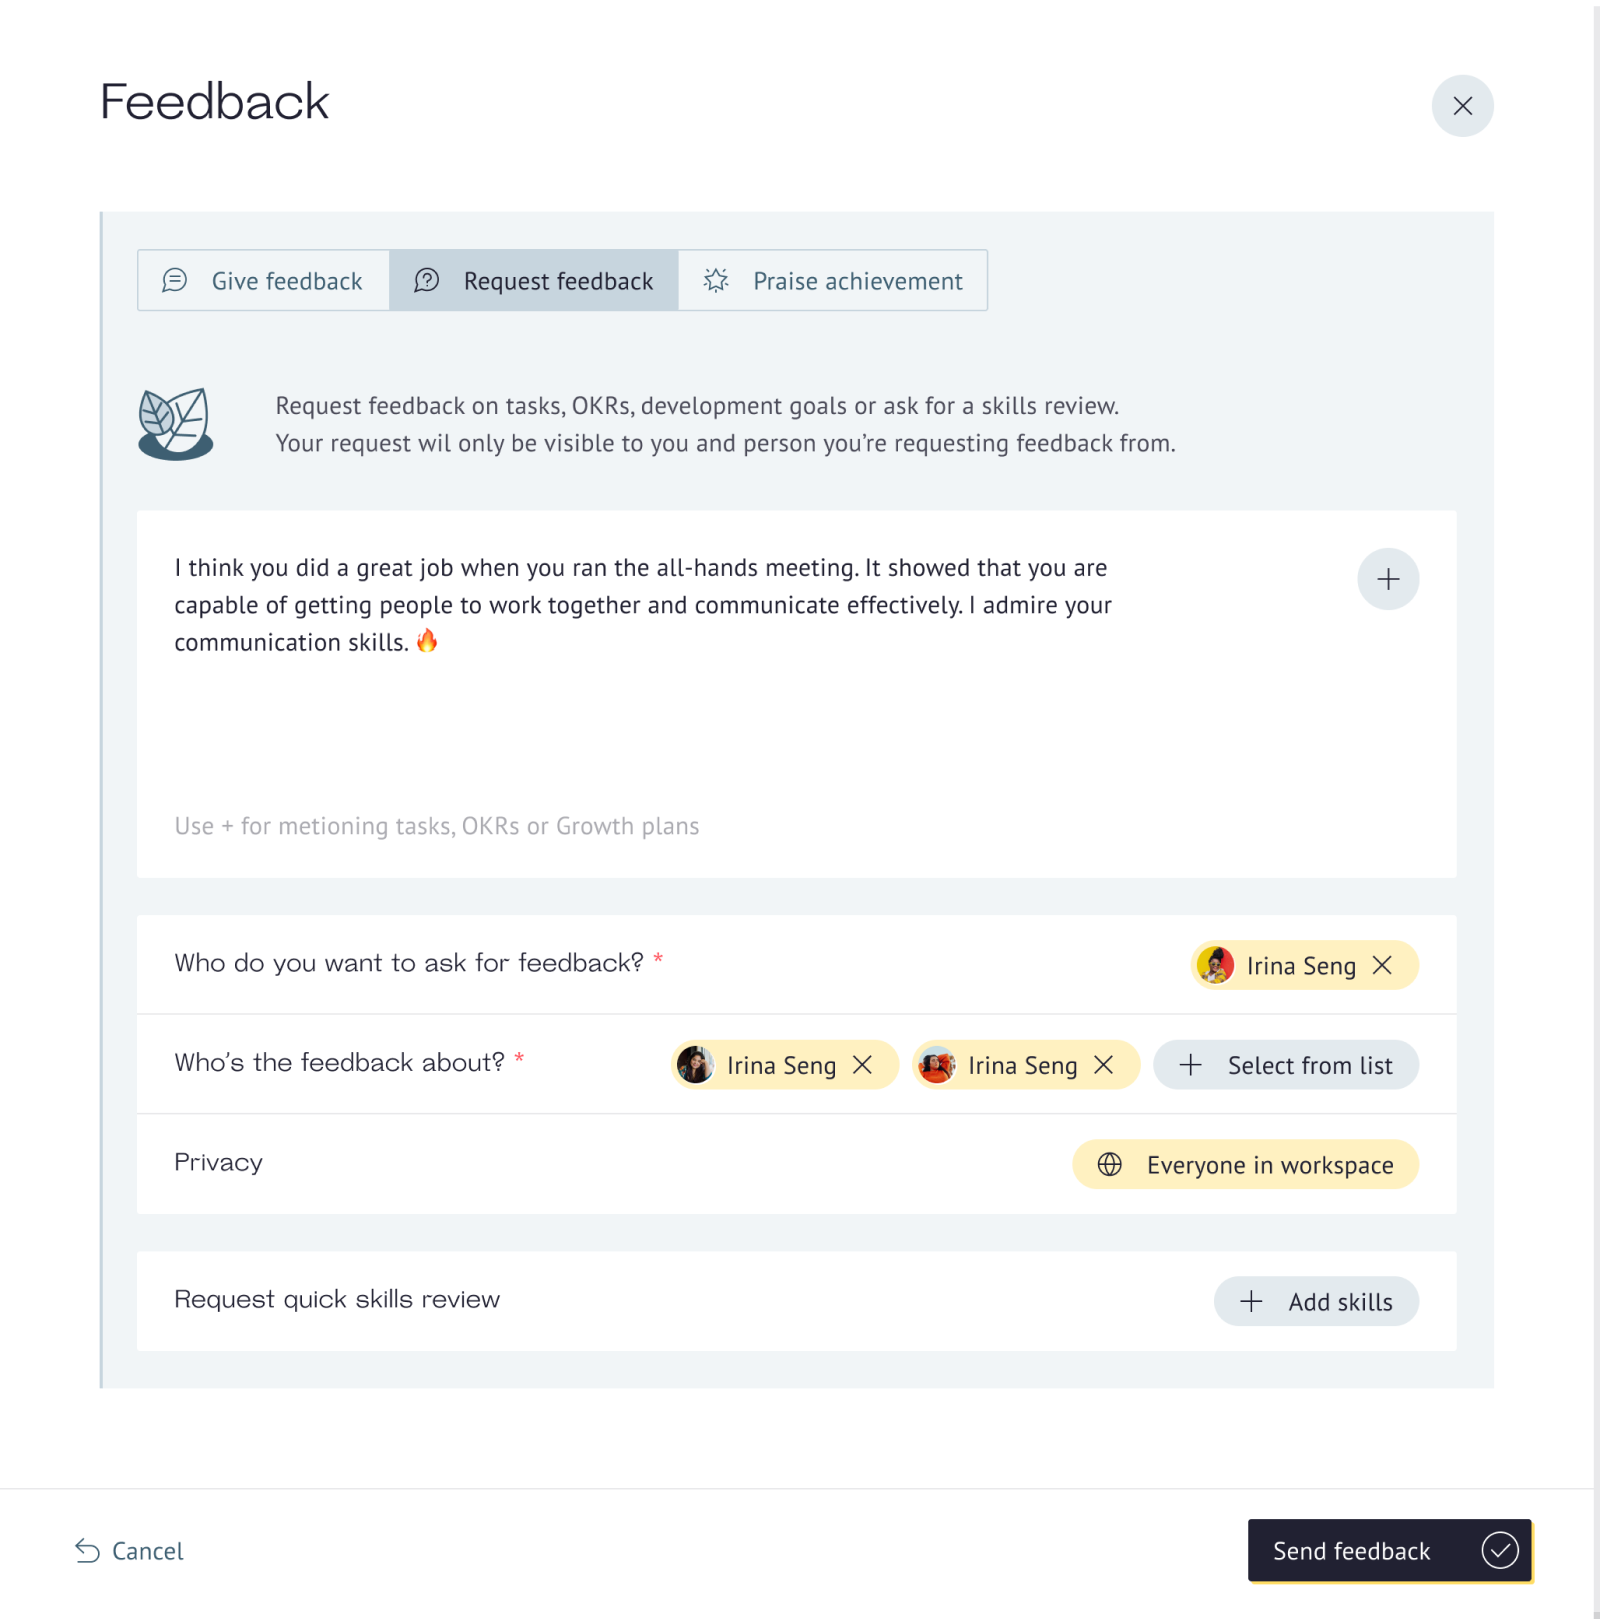 Feedback
Give feedback
Request feedback
Praise achievement
Request feedback on tasks, OKRs, development goals or ask for a skills review.
Your request wil only be visible to you and person you’re requesting feedback from.
I think you did a great job when you ran the all-hands meeting. It showed that you are
capable of getting people to work together and communicate effectively. I admire your
communication skills. 🔥
Use + for metioning tasks, OKRs or Growth plans
Who do you want to ask for feedback? *
Irina Seng
Who’s the feedback about? *
Irina Seng
Irina Seng
Select from list
Privacy
Everyone in workspace
Request quick skills review
Add skills
Cancel
Send feedback